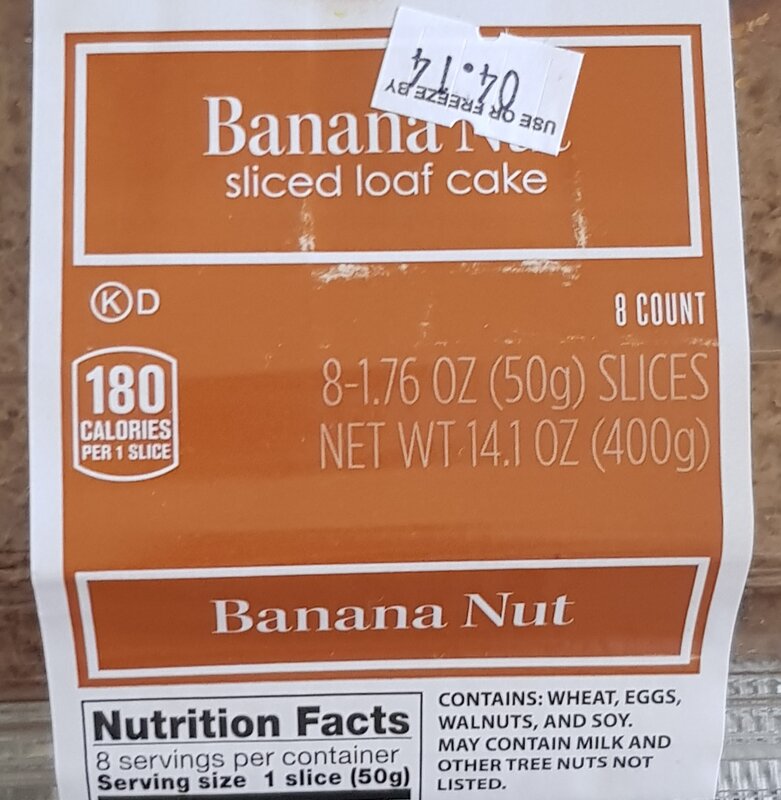 USE OR FREEZE BY
04.14
Banana Nut
sliced loaf cake
K D
8 COUNT
180
CALORIES
PER 1 SLICE
8-1.76 OZ (50g) SLICES
NET WT 14.1 OZ (400g)
Banana Nut
Nutrition Facts
8 servings per container
Serving size 1 slice (50g)
CONTAINS: WHEAT, EGGS,
WALNUTS, AND SOY.
MAY CONTAIN MILK AND
OTHER TREE NUTS NOT
LISTED.